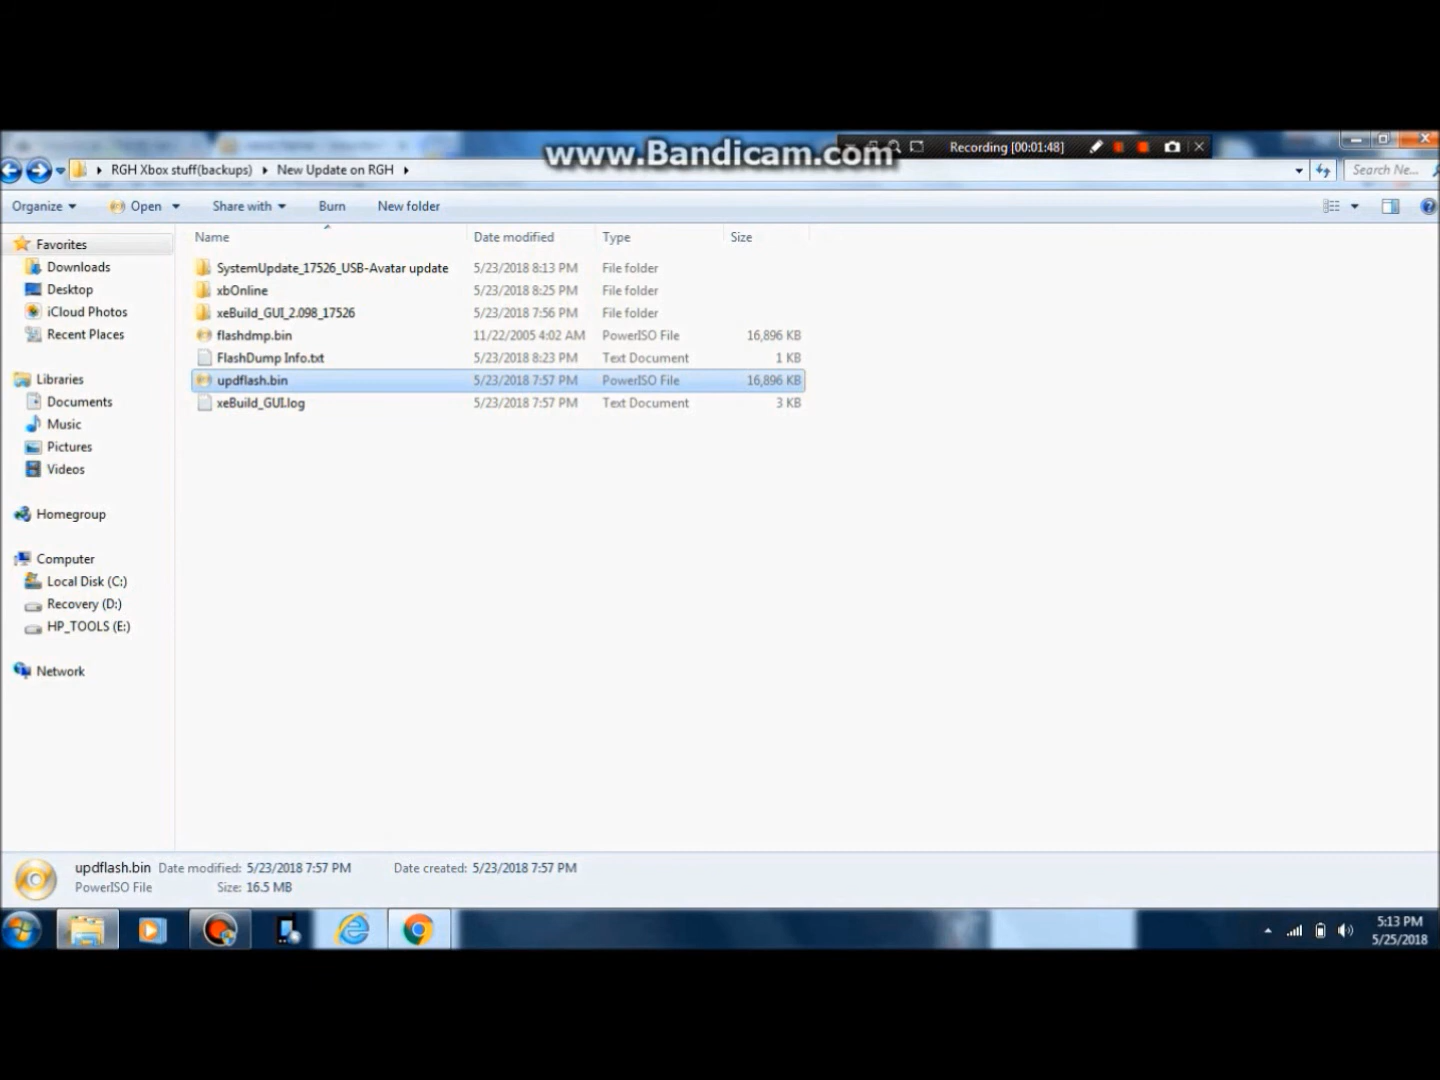 www.Bandicam.com
Recording [00:01:48]
RGH Xbox stuff(backups) New Update on RGH
Search Ne...
Organize Open Share with Burn New folder
Name Date modified Type Size
Favorites
Downloads
Desktop
iCloud Photos
Recent Places
Libraries
Documents
Music
Pictures
Videos
Homegroup
Computer
Local Disk (C:)
Recovery (D:)
HP_TOOLS (E:)
Network
SystemUpdate_17526_USB-Avatar update 5/23/2018 8:13 PM File folder
xbOnline 5/23/2018 8:25 PM File folder
xeBuild_GUI_2.098_17526 5/23/2018 7:56 PM File folder
flashdmp.bin 11/22/2005 4:02 AM PowerISO File 16,896 KB
FlashDump Info.txt 5/23/2018 8:23 PM Text Document 1 KB
updflash.bin 5/23/2018 7:57 PM PowerISO File 16,896 KB
xeBuild_GUI.log 5/23/2018 7:57 PM Text Document 3 KB
updflash.bin Date modified: 5/23/2018 7:57 PM Date created: 5/23/2018 7:57 PM
PowerISO File Size: 16.5 MB
5:13 PM
5/25/2018